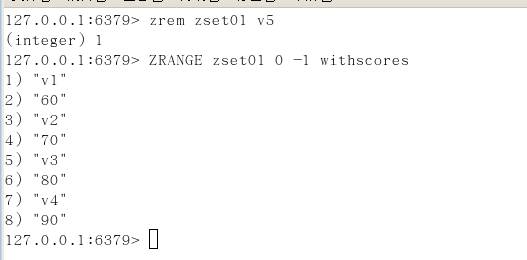 127.0.0.1:6379> zrem zset01 v5
(integer) 1
127.0.0.1:6379> ZRANGE zset01 0 -1 withscores
1) "v1"
2) "60"
3) "v2"
4) "70"
5) "v3"
6) "80"
7) "v4"
8) "90"
127.0.0.1:6379>